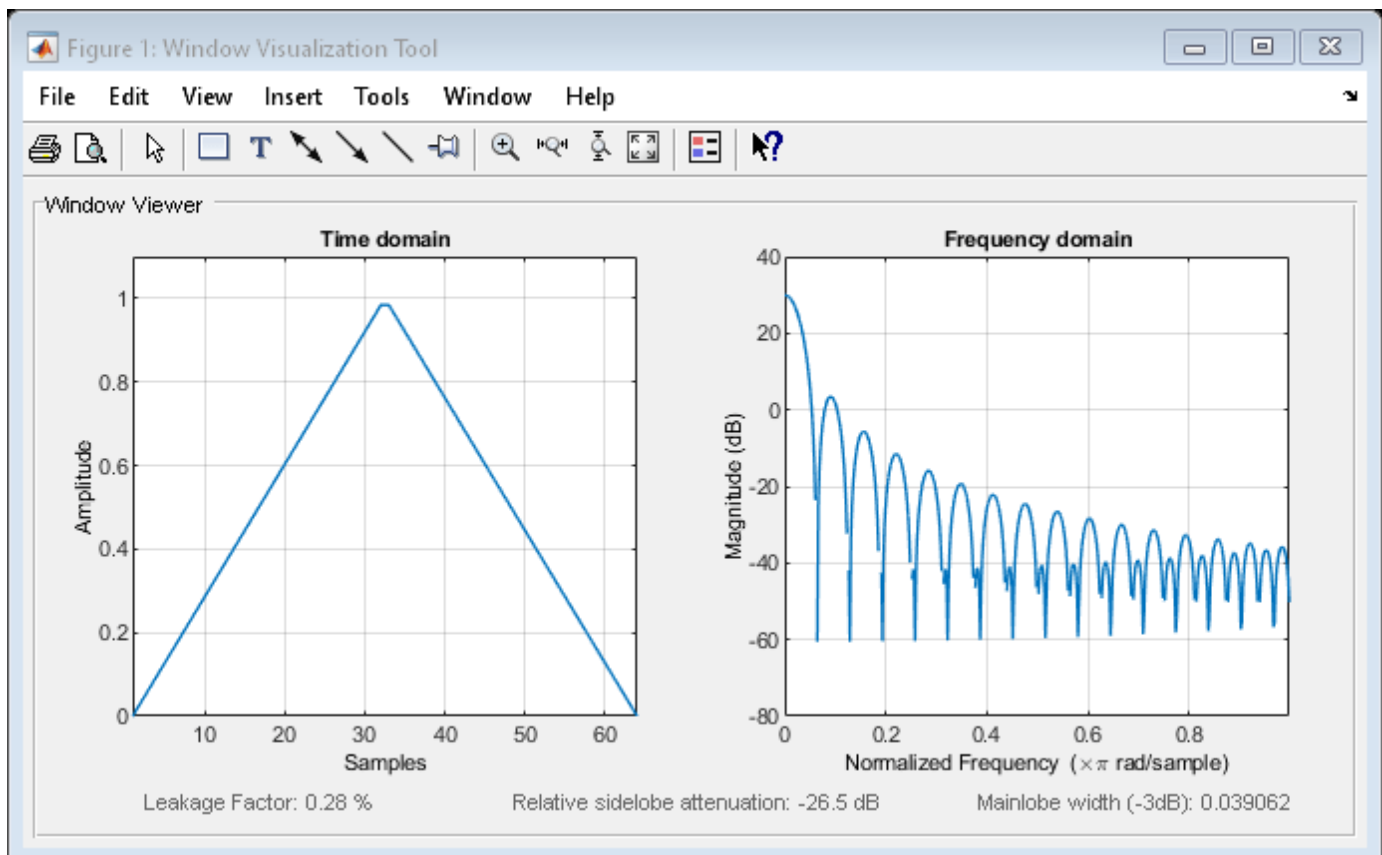 Figure 1: Window Visualization Tool
File Edit View Insert Tools Window Help
T
?
Window Viewer
Time domain
1
0.8
0.6
0.4
0.2
0
10 20 30 40 50 60
Amplitude
Samples
Frequency domain
40
20
0
-20
-40
-60
-80
0 0.2 0.4 0.6 0.8
Magnitude (dB)
Normalized Frequency (×π rad/sample)
Leakage Factor: 0.28 % Relative sidelobe attenuation: -26.5 dB Mainlobe width (-3dB): 0.039062